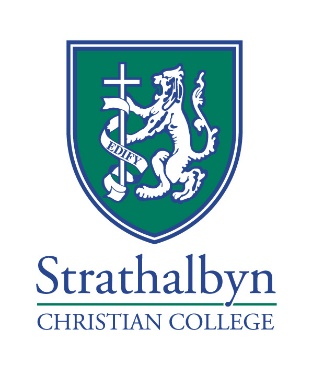 EDIFY
Strathalbyn
CHRISTIAN COLLEGE